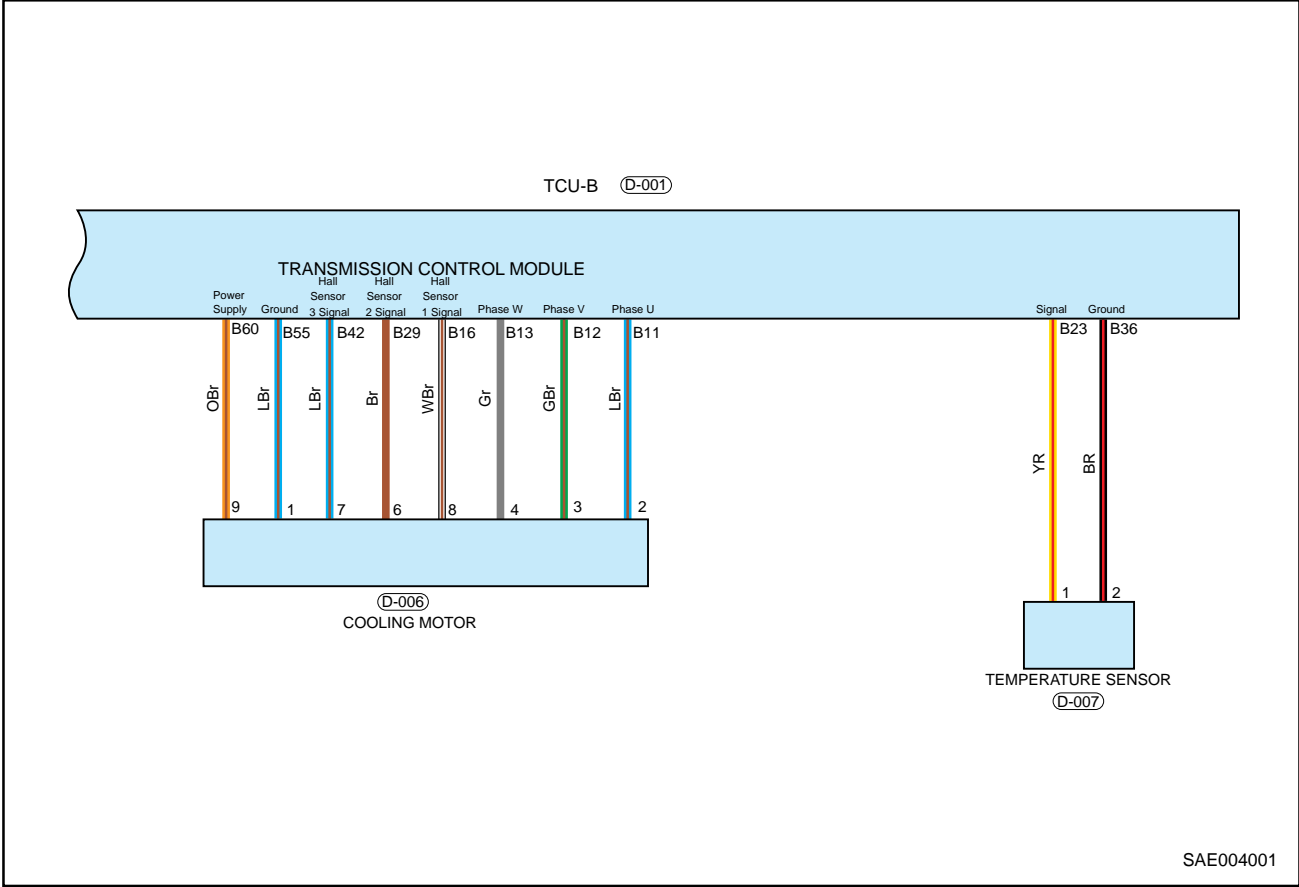 TCU-B D-001
TRANSMISSION CONTROL MODULE
Power
Supply
Ground
Hall
Sensor
3 Signal
Hall
Sensor
2 Signal
Hall
Sensor
1 Signal
Phase W
Phase V
Phase U
Signal
Ground
B60 B55 B42 B29 B16 B13 B12 B11 B23 B36
OBr LBr LBr Br WBr Gr GBr LBr
YR BR
9 1 7 6 8 4 3 2
D-006
COOLING MOTOR
1 2
TEMPERATURE SENSOR
D-007
SAE004001